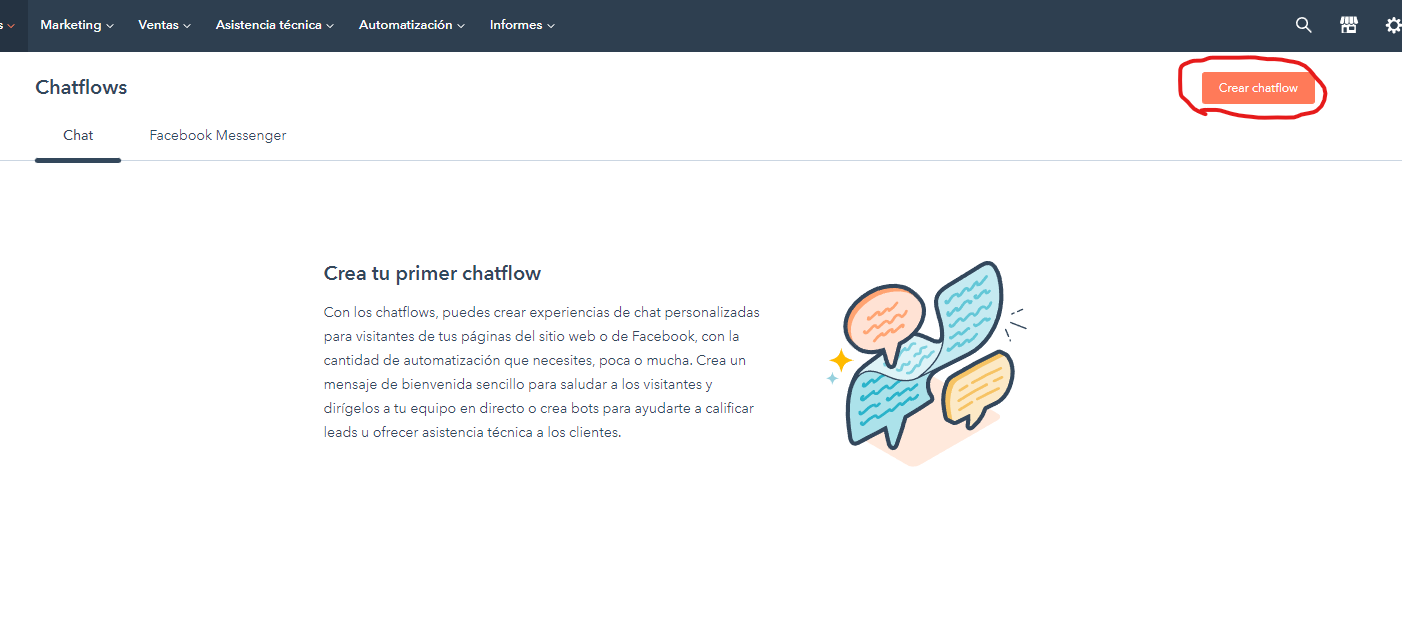 s
Marketing
Ventas
Asistencia técnica
Automatización
Informes
Chatflows
Crear chatflow
Chat
Facebook Messenger
Crea tu primer chatflow
Con los chatflows, puedes crear experiencias de chat personalizadas
para visitantes de tus páginas del sitio web o de Facebook, con la
cantidad de automatización que necesites, poca o mucha. Crea un
mensaje de bienvenida sencillo para saludar a los visitantes y
dirígelos a tu equipo en directo o crea bots para ayudarte a calificar
leads u ofrecer asistencia técnica a los clientes.